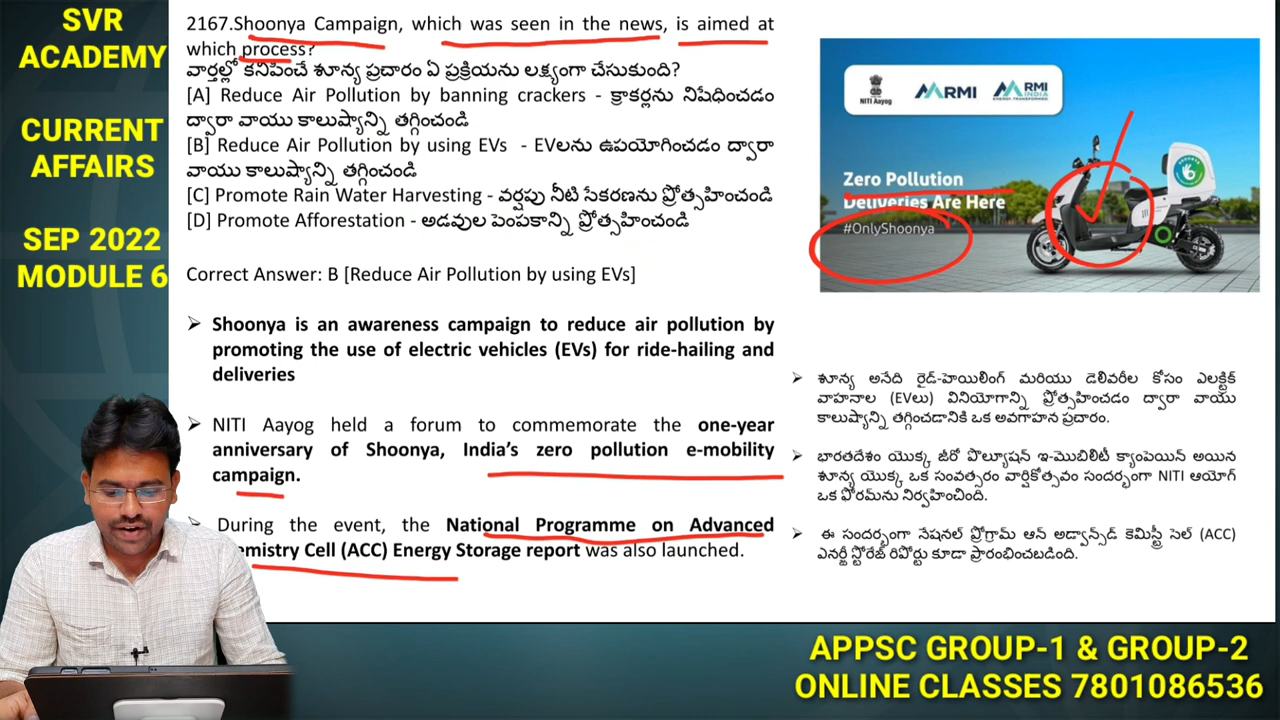 SVR
ACADEMY
CURRENT
AFFAIRS
SEP 2022
MODULE 6
2167.Shoonya Campaign, which was seen in the news, is aimed at
which process?
వార్తల్లో కనిపించే శూన్య ప్రచారం ఏ ప్రక్రియను లక్ష్యంగా చేసుకుంది?
[A] Reduce Air Pollution by banning crackers - క్రాకర్లను నిషేధించడం
ద్వారా వాయు కాలుష్యాన్ని తగ్గించండి
[B] Reduce Air Pollution by using EVs - EVలను ఉపయోగించడం ద్వారా
వాయు కాలుష్యాన్ని తగ్గించండి
[C] Promote Rain Water Harvesting - వర్షపు నీటి సేకరణను ప్రోత్సహించండి
[D] Promote Afforestation - అడవుల పెంపకాన్ని ప్రోత్సహించండి
Correct Answer: B [Reduce Air Pollution by using EVs]
➢ Shoonya is an awareness campaign to reduce air pollution by
promoting the use of electric vehicles (EVs) for ride-hailing and
deliveries
➢ NITI Aayog held a forum to commemorate the one-year
anniversary of Shoonya, India’s zero pollution e-mobility
campaign.
➢ During the event, the National Programme on Advanced
emistry Cell (ACC) Energy Storage report was also launched.
NITI Aayog
RMI
RMI
INDIA
ENERGY. TRANSFORMED.
Zero Pollution
Deliveries Are Here
#OnlyShoonya
SHOONYA
➢ శూన్య అనేది రైడ్-హెయిలింగ్ మరియు డెలివరీల కోసం ఎలక్ట్రిక్
వాహనాల (EVలు) వినియోగాన్ని ప్రోత్సహించడం ద్వారా వాయు
కాలుష్యాన్ని తగ్గించడానికి ఒక అవగాహన ప్రచారం.
➢ భారతదేశం యొక్క జీరో పొల్యూషన్ ఇ-మొబిలిటీ క్యాంపెయిన్ అయిన
శూన్య యొక్క ఒక సంవత్సరం వార్షికోత్సవం సందర్భంగా NITI ఆయోగ్
ఒక ఫోరమ్‌ను నిర్వహించింది.
➢ ఈ సందర్భంగా నేషనల్ ప్రోగ్రామ్ ఆన్ అడ్వాన్స్‌డ్ కెమిస్ట్రీ సెల్ (ACC)
ఎనర్జీ స్టోరేజ్ రిపోర్టు కూడా ప్రారంభించబడింది.
APPSC GROUP-1 & GROUP-2
ONLINE CLASSES 7801086536